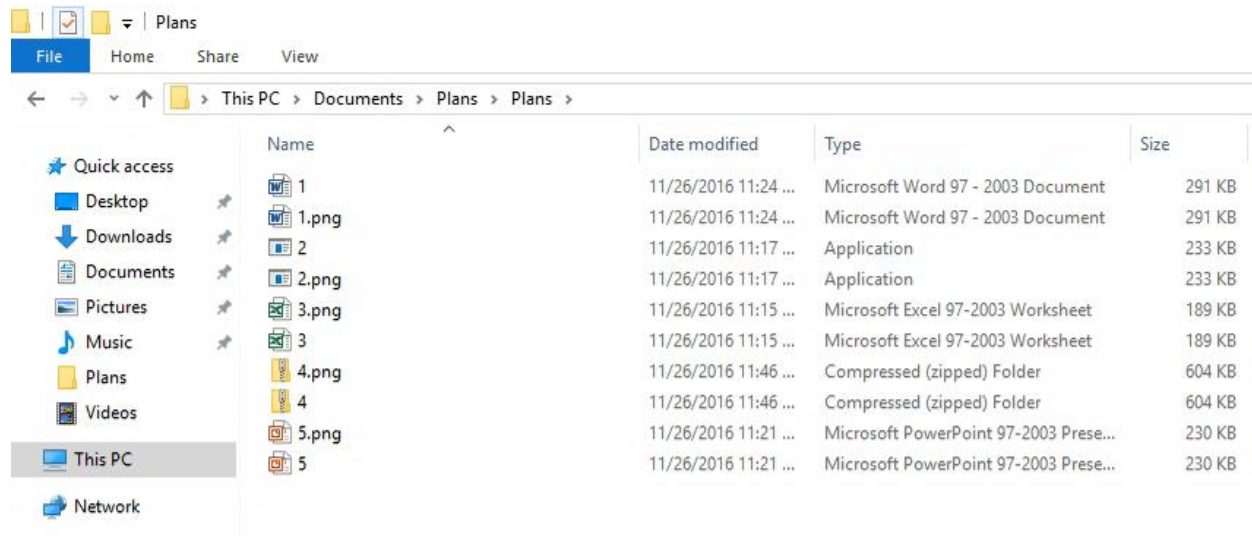 Plans
File Home Share View
This PC > Documents > Plans > Plans >
Name Date modified Type Size
Quick access
Desktop
Downloads
Documents
Pictures
Music
Plans
Videos
This PC
Network
1 11/26/2016 11:24 ... Microsoft Word 97 - 2003 Document 291 KB
1.png 11/26/2016 11:24 ... Microsoft Word 97 - 2003 Document 291 KB
2 11/26/2016 11:17 ... Application 233 KB
2.png 11/26/2016 11:17 ... Application 233 KB
3.png 11/26/2016 11:15 ... Microsoft Excel 97-2003 Worksheet 189 KB
3 11/26/2016 11:15 ... Microsoft Excel 97-2003 Worksheet 189 KB
4.png 11/26/2016 11:46 ... Compressed (zipped) Folder 604 KB
4 11/26/2016 11:46 ... Compressed (zipped) Folder 604 KB
5.png 11/26/2016 11:21 ... Microsoft PowerPoint 97-2003 Prese... 230 KB
5 11/26/2016 11:21 ... Microsoft PowerPoint 97-2003 Prese... 230 KB